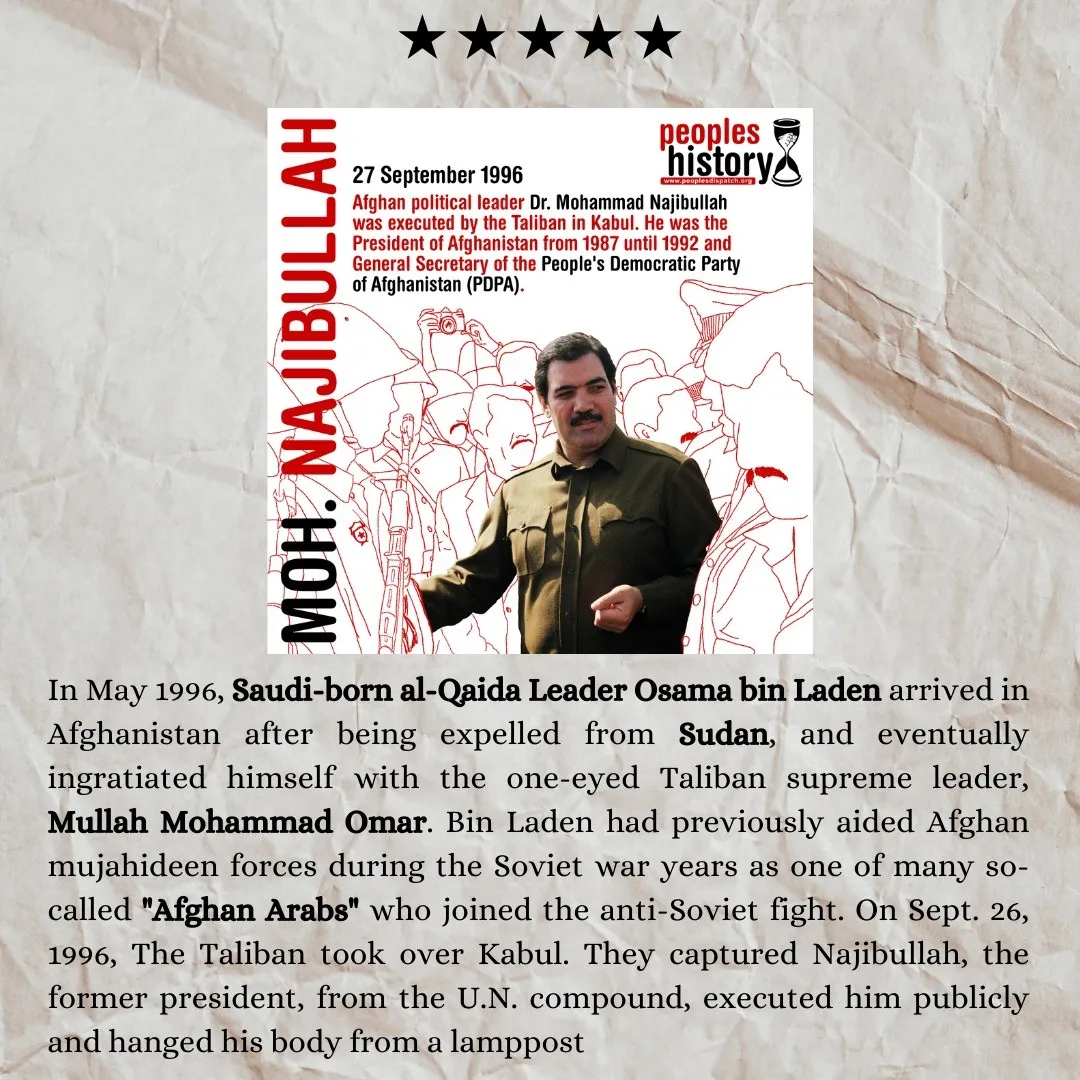 peoples
history
www.peoplesdispatch.org
MOH. NAJIBULLAH
27 September 1996
Afghan political leader Dr. Mohammad Najibullah
was executed by the Taliban in Kabul. He was the
President of Afghanistan from 1987 until 1992 and
General Secretary of the People's Democratic Party
of Afghanistan (PDPA).
In May 1996, Saudi-born al-Qaida Leader Osama bin Laden arrived in
Afghanistan after being expelled from Sudan, and eventually
ingratiated himself with the one-eyed Taliban supreme leader,
Mullah Mohammad Omar. Bin Laden had previously aided Afghan
mujahideen forces during the Soviet war years as one of many so-
called "Afghan Arabs" who joined the anti-Soviet fight. On Sept. 26,
1996, The Taliban took over Kabul. They captured Najibullah, the
former president, from the U.N. compound, executed him publicly
and hanged his body from a lamppost